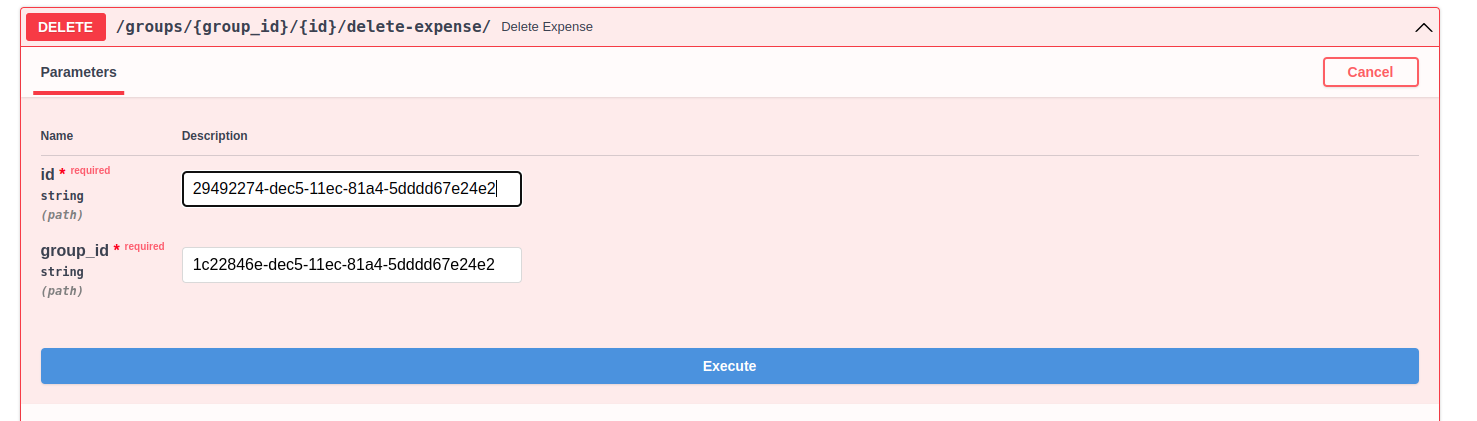 DELETE /groups/{group_id}/{id}/delete-expense/ Delete Expense
Parameters Cancel
Name Description
id * required 29492274-dec5-11ec-81a4-5dddd67e24e2
string
(path)
group_id * required 1c22846e-dec5-11ec-81a4-5dddd67e24e2
string
(path)
Execute